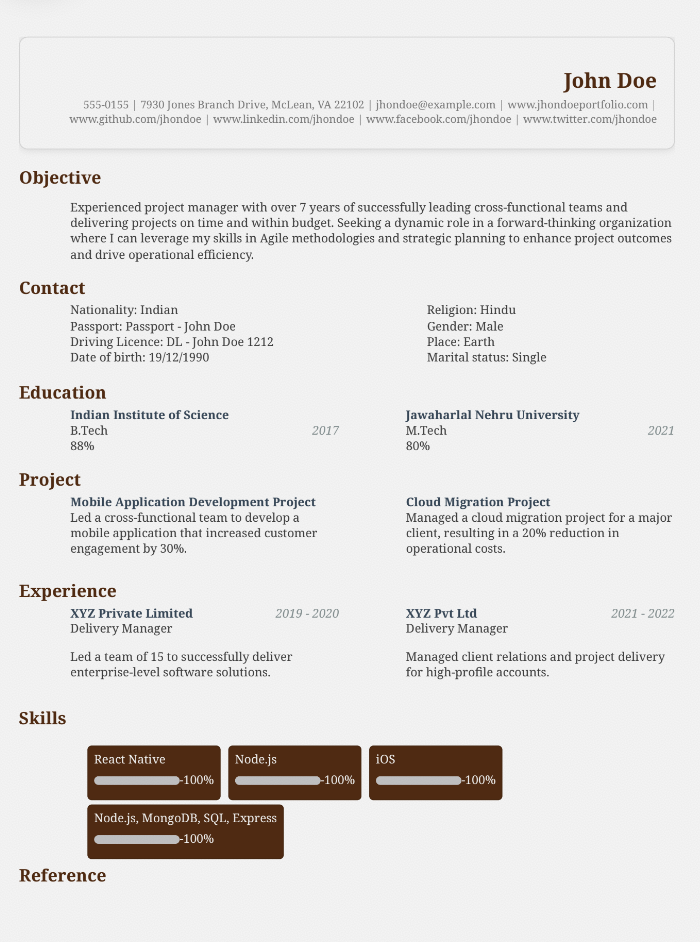 John Doe
555-0155 | 7930 Jones Branch Drive, McLean, VA 22102 | jhondoe@example.com | www.jhondoeportfolio.com |
www.github.com/jhondoe | www.linkedin.com/jhondoe | www.facebook.com/jhondoe | www.twitter.com/jhondoe
Objective
Experienced project manager with over 7 years of successfully leading cross-functional teams and
delivering projects on time and within budget. Seeking a dynamic role in a forward-thinking organization
where I can leverage my skills in Agile methodologies and strategic planning to enhance project outcomes
and drive operational efficiency.
Contact
Nationality: Indian
Passport: Passport - John Doe
Driving Licence: DL - John Doe 1212
Date of birth: 19/12/1990
Religion: Hindu
Gender: Male
Place: Earth
Marital status: Single
Education
Indian Institute of Science
B.Tech 2017
88%
Jawaharlal Nehru University
M.Tech 2021
80%
Project
Mobile Application Development Project
Led a cross-functional team to develop a
mobile application that increased customer
engagement by 30%.
Cloud Migration Project
Managed a cloud migration project for a major
client, resulting in a 20% reduction in
operational costs.
Experience
XYZ Private Limited 2019 - 2020
Delivery Manager
Led a team of 15 to successfully deliver
enterprise-level software solutions.
XYZ Pvt Ltd 2021 - 2022
Delivery Manager
Managed client relations and project delivery
for high-profile accounts.
Skills
React Native
-100%
Node.js
-100%
iOS
-100%
Node.js, MongoDB, SQL, Express
-100%
Reference